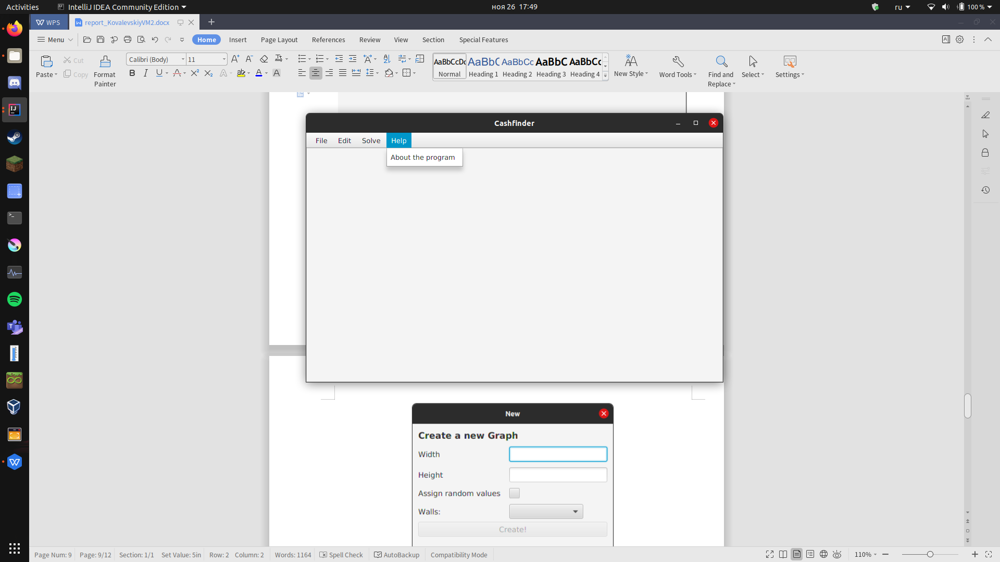 Activities
IntelliJ IDEA Community Edition
ноя 26 17:49
ru
100 %
WPS
report_KovalevskiyVM2.docx
Menu
Home
Insert
Page Layout
References
Review
View
Section
Special Features
Paste
Cut
Copy
Format
Painter
Calibri (Body)
11
AaBbCcDc
Normal
AaBbC
Heading 1
AaBbCc
Heading 2
AaBbC
Heading 3
AaBbCc
Heading 4
New Style
Word Tools
Find and
Replace
Select
Settings
Cashfinder
File
Edit
Solve
Help
About the program
New
Create a new Graph
Width
Height
Assign random values
Walls:
Create!
Page Num: 9
Page: 9/12
Section: 1/1
Set Value: 5in
Row: 2
Column: 2
Words: 1164
Spell Check
AutoBackup
Compatibility Mode
110%